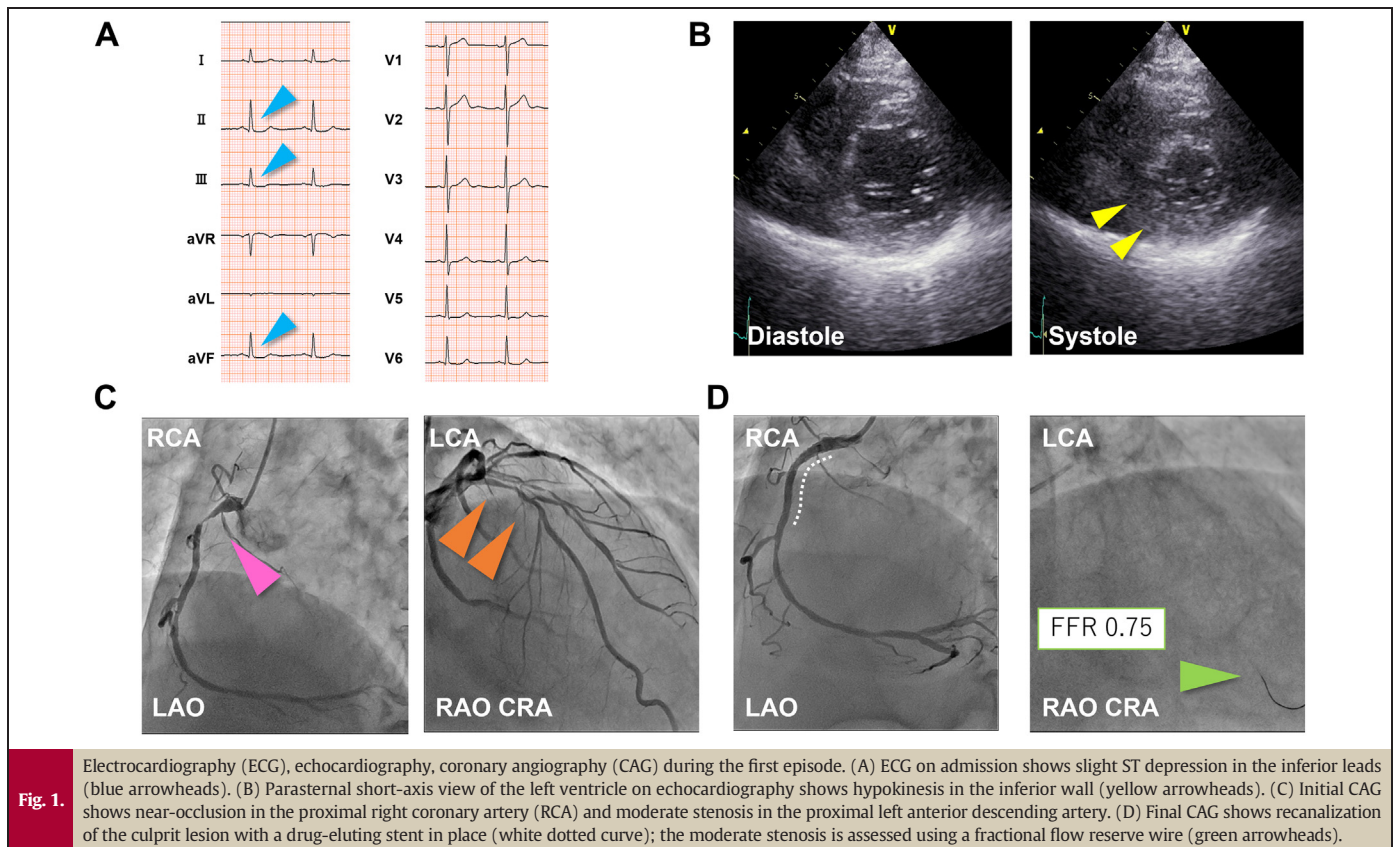 A
I
II
III
aVR
aVL
aVF
V1
V2
V3
V4
V5
V6
B
V
5
Diastole
V
5
Systole
C
RCA
LAO
LCA
RAO CRA
D
RCA
LAO
LCA
FFR 0.75
RAO CRA
Fig. 1.
Electrocardiography (ECG), echocardiography, coronary angiography (CAG) during the first episode. (A) ECG on admission shows slight ST depression in the inferior leads
(blue arrowheads). (B) Parasternal short-axis view of the left ventricle on echocardiography shows hypokinesis in the inferior wall (yellow arrowheads). (C) Initial CAG
shows near-occlusion in the proximal right coronary artery (RCA) and moderate stenosis in the proximal left anterior descending artery. (D) Final CAG shows recanalization
of the culprit lesion with a drug-eluting stent in place (white dotted curve); the moderate stenosis is assessed using a fractional flow reserve wire (green arrowheads).